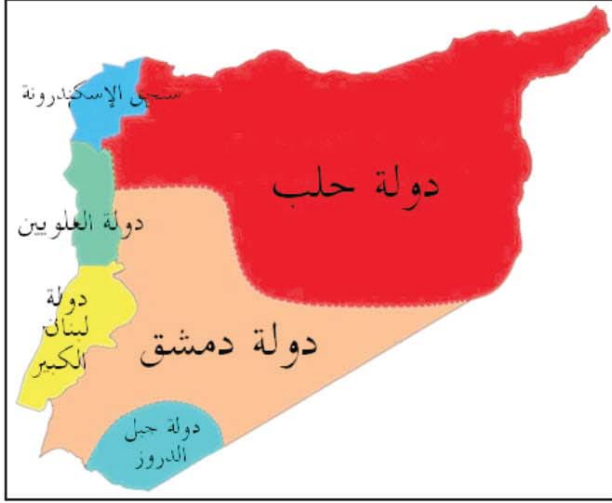 سنجق الإسكندرونة
دولة حلب
دولة العلويين
دولة
لبنان
الكبير
دولة دمشق
دولة جبل
الدروز